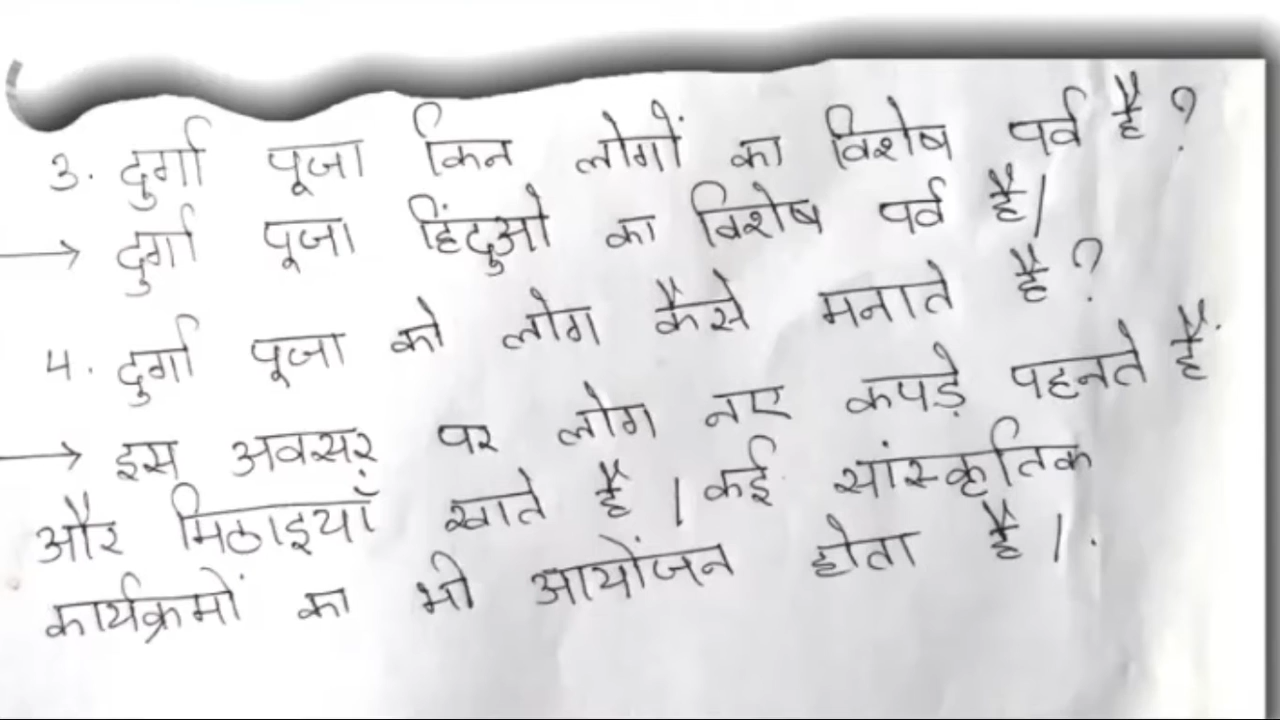 3. दुर्गा पूजा किन लोगों का विशेष पर्व है ?
→ दुर्गा पूजा हिंदुओ का विशेष पर्व है|
4. दुर्गा पूजा को लोग कैसे मनाते है ?
→ इस अवसर पर लोग नए कपड़े पहनते हैं
और मिठाइयाँ खाते है | कई सांस्कृतिक
कार्यक्रमों का भी आयोंजन होता है |.